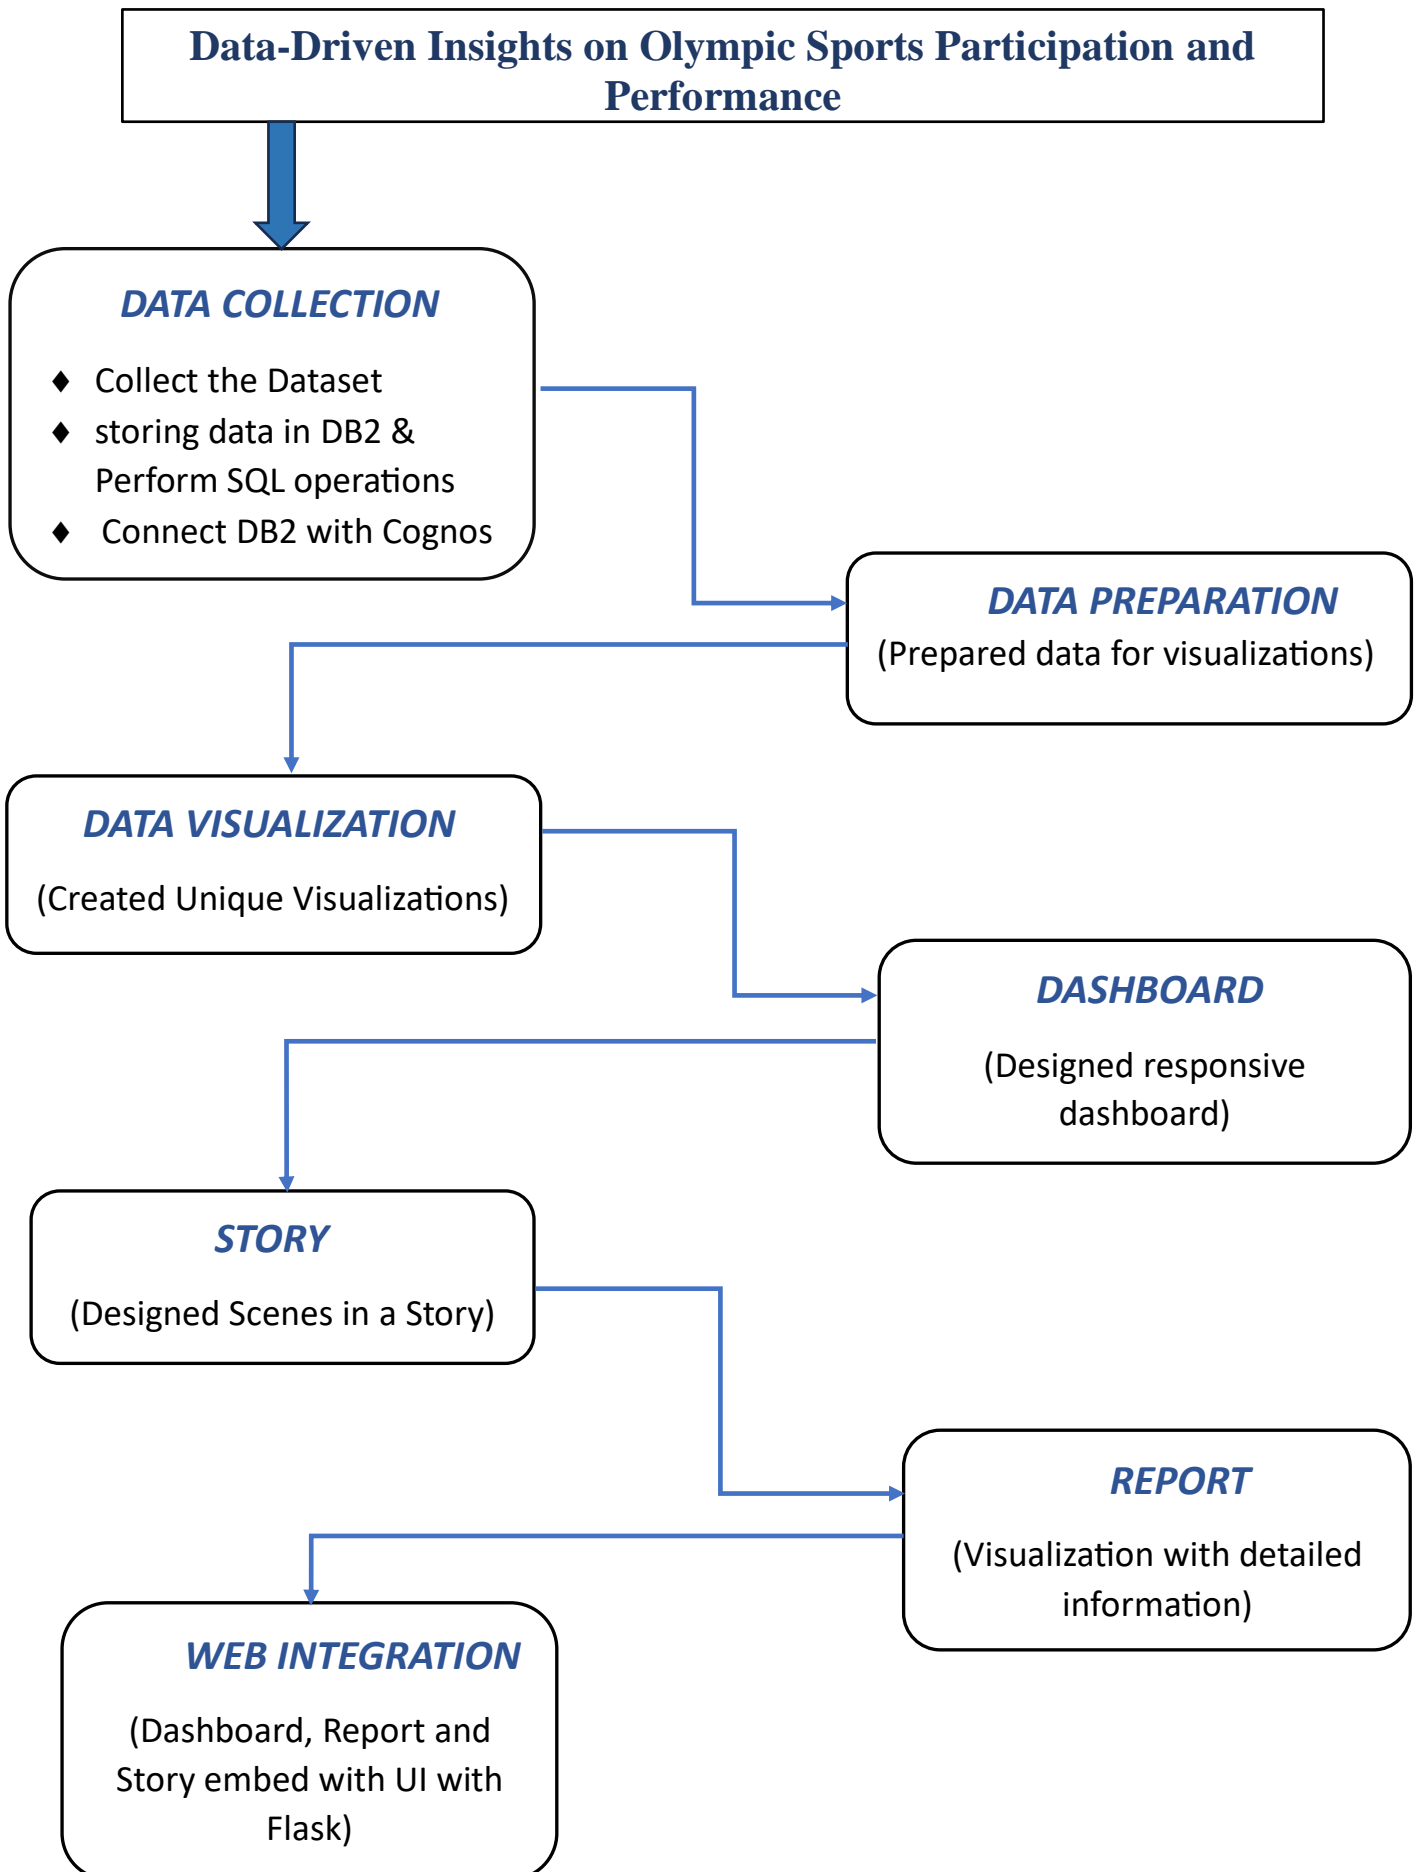 Data-Driven Insights on Olympic Sports Participation and
Performance
DATA COLLECTION
♦ Collect the Dataset
♦ storing data in DB2 &
Perform SQL operations
♦ Connect DB2 with Cognos
DATA PREPARATION
(Prepared data for visualizations)
DATA VISUALIZATION
(Created Unique Visualizations)
DASHBOARD
(Designed responsive
dashboard)
STORY
(Designed Scenes in a Story)
REPORT
(Visualization with detailed
information)
WEB INTEGRATION
(Dashboard, Report and
Story embed with UI with
Flask)